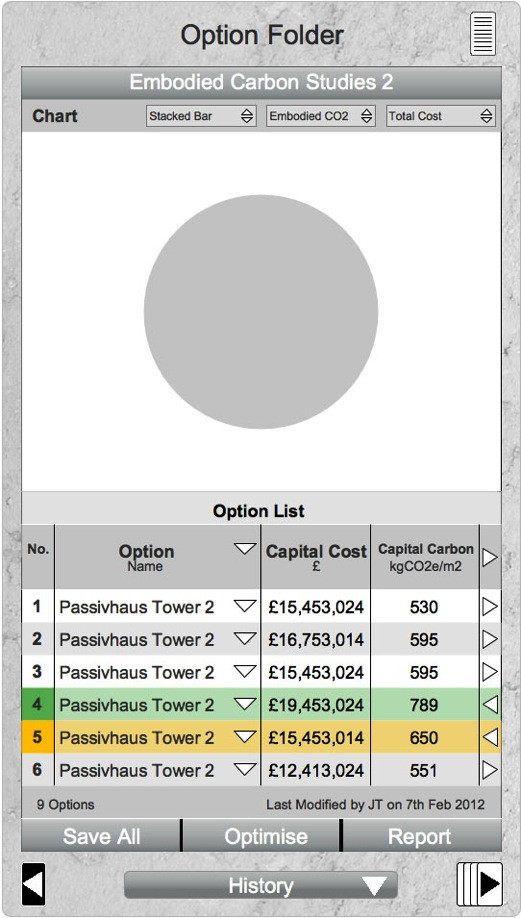 Option Folder
Embodied Carbon Studies 2
Chart Stacked Bar Embodied CO2 Total Cost
Option List
No. Option Capital Cost Capital Carbon
Name £ kgCO2e/m2
1 Passivhaus Tower 2 £15,453,024 530
2 Passivhaus Tower 2 £16,753,014 595
3 Passivhaus Tower 2 £15,453,024 595
4 Passivhaus Tower 2 £19,453,024 789
5 Passivhaus Tower 2 £15,453,014 650
6 Passivhaus Tower 2 £12,413,024 551
9 Options Last Modified by JT on 7th Feb 2012
Save All Optimise Report
History